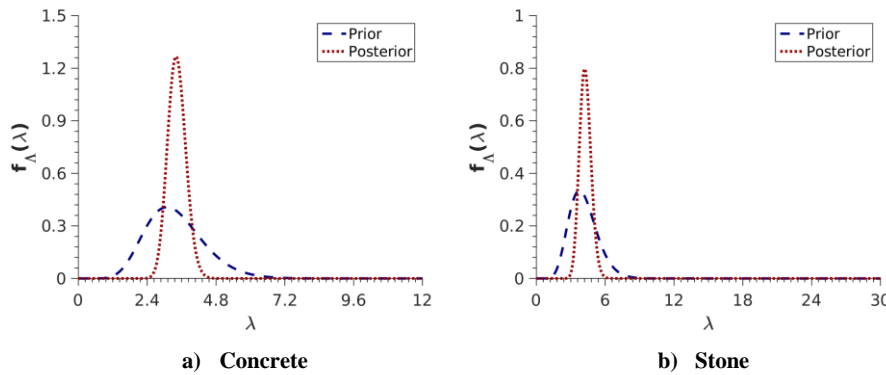 1.5
1.2
0.9
0.6
0.3
0
0 2.4 4.8 7.2 9.6 12
f_Λ(λ)
λ
Prior
Posterior
a) Concrete
1
0.8
0.6
0.4
0.2
0
0 6 12 18 24 30
f_Λ(λ)
λ
Prior
Posterior
b) Stone